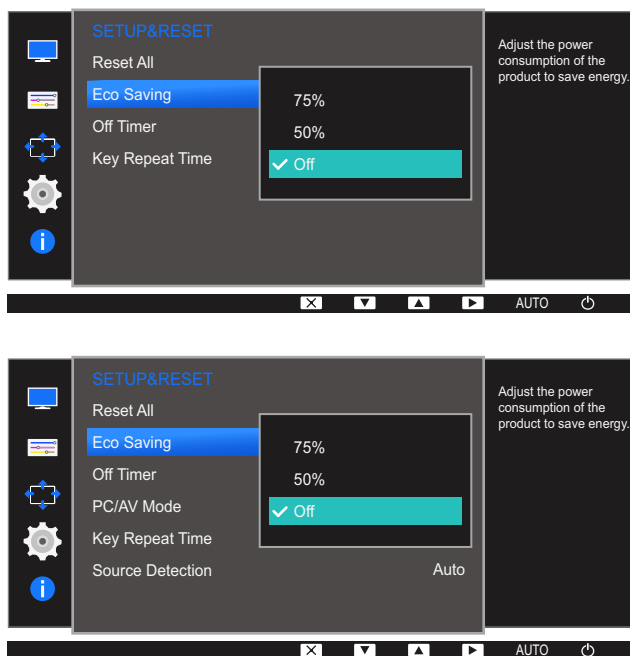 SETUP&RESET
Reset All
Eco Saving
Off Timer
Key Repeat Time
75%
50%
Off
Adjust the power
consumption of the
product to save energy.
AUTO
SETUP&RESET
Reset All
Eco Saving
Off Timer
PC/AV Mode
Key Repeat Time
Source Detection
Auto
75%
50%
Off
Adjust the power
consumption of the
product to save energy.
AUTO